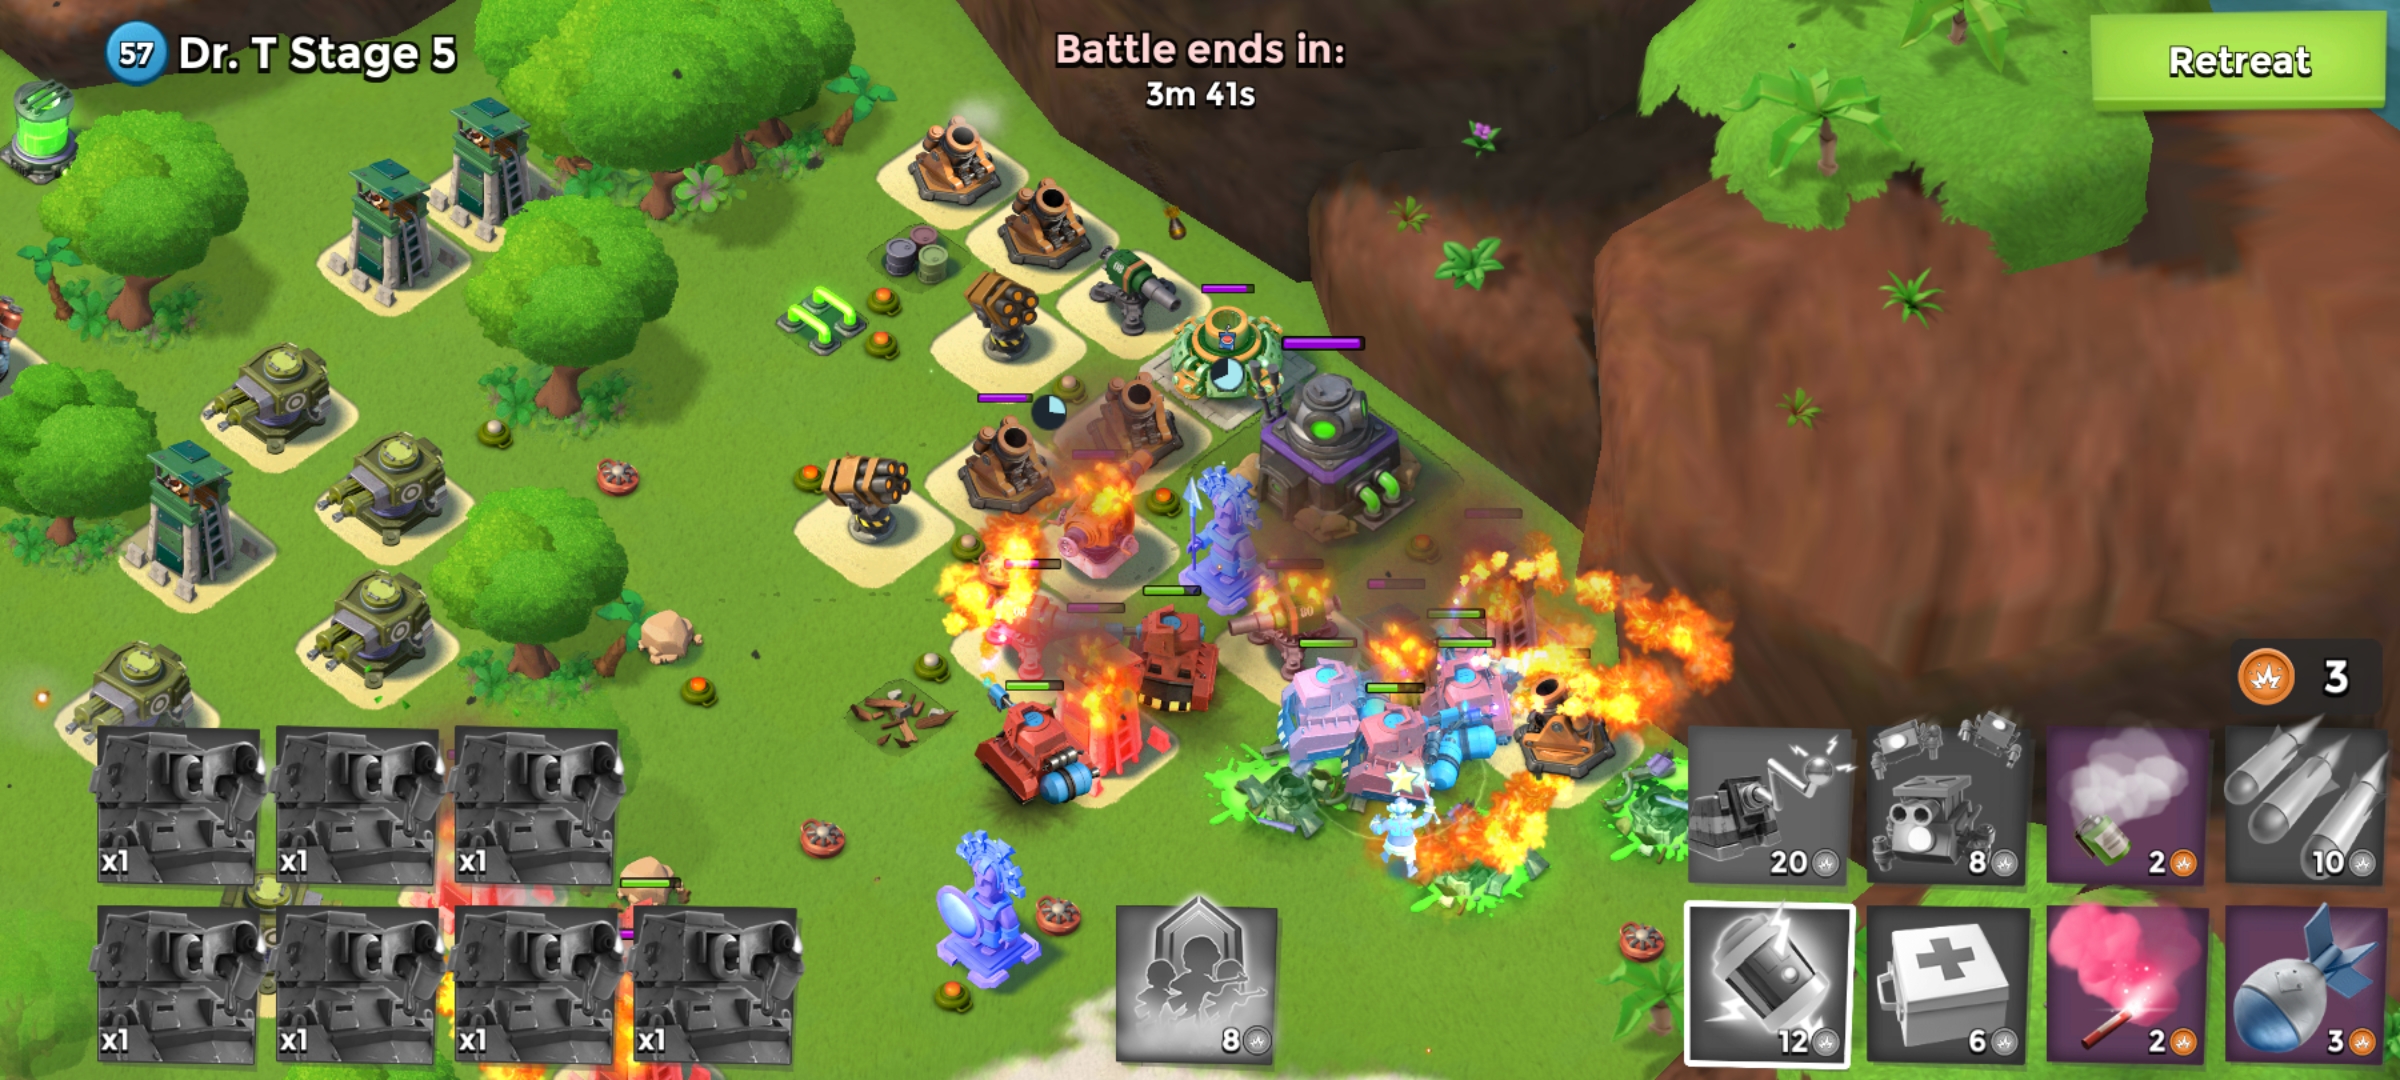 57 Dr. T Stage 5
Battle ends in:
3m 41s
Retreat
3
x1 x1 x1
20 8 2 10
x1 x1 x1 x1
8
12 6 2 3